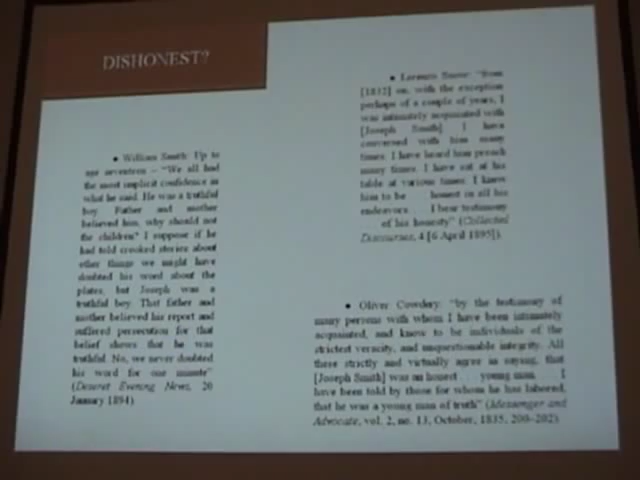 DISHONEST?
• William Smith: Up to
age seventeen – "We all had
the most implicit confidence in
what he said. He was a truthful
boy. Father and mother
believed him, why should not
the children? I suppose if he
had told crooked stories about
other things we might have
doubted his word about the
plates, but Joseph was a
truthful boy. That father and
mother believed his report and
suffered persecution for that
belief shows that he was
truthful. No, we never doubted
his word for one minute"
(Deseret Evening News, 20
January 1894).
• Lorenzo Snow: "from
[1832] on, with the exception
perhaps of a couple of years, I
was intimately acquainted with
[Joseph Smith]. I have
conversed with him many
times. I have heard him preach
many times. I have sat at his
table at various times. I knew
him to be . . . honest in all his
endeavors. . . . I bear testimony
of his honesty" (Collected
Discourses, 4 [6 April 1895]).
• Oliver Cowdery: "by the testimony of
many persons with whom I have been intimately
acquainted, and know to be individuals of the
strictest veracity, and unquestionable integrity. All
these strictly and virtually agree in saying, that
[Joseph Smith] was an honest . . . young man. . . . I
have been told by those for whom he has labored,
that he was a young man of truth" (Messenger and
Advocate, vol. 2, no. 13, October, 1835, 200–202).